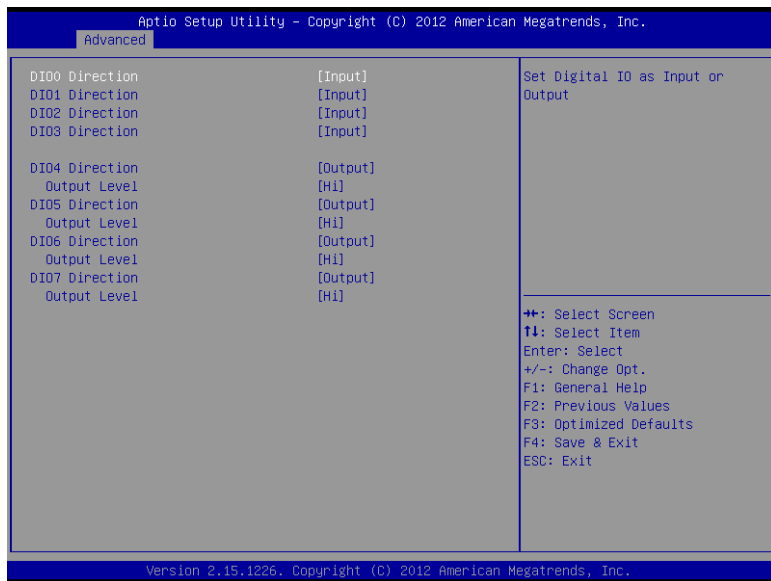 Aptio Setup Utility – Copyright (C) 2012 American Megatrends, Inc.
Advanced
DIO0 Direction [Input]
DIO1 Direction [Input]
DIO2 Direction [Input]
DIO3 Direction [Input]
DIO4 Direction [Output]
Output Level [Hi]
DIO5 Direction [Output]
Output Level [Hi]
DIO6 Direction [Output]
Output Level [Hi]
DIO7 Direction [Output]
Output Level [Hi]
Set Digital IO as Input or
Output
→←: Select Screen
↑↓: Select Item
Enter: Select
+/-: Change Opt.
F1: General Help
F2: Previous Values
F3: Optimized Defaults
F4: Save & Exit
ESC: Exit
Version 2.15.1226. Copyright (C) 2012 American Megatrends, Inc.